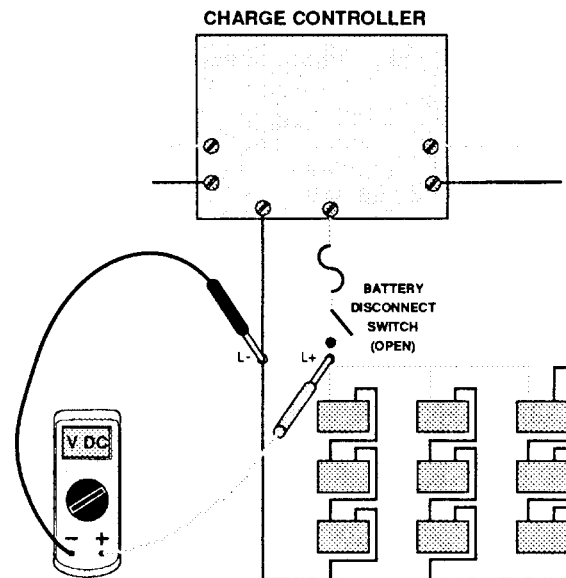 CHARGE CONTROLLER
BATTERY
DISCONNECT
SWITCH
(OPEN)
L-
L+
V DC
- +